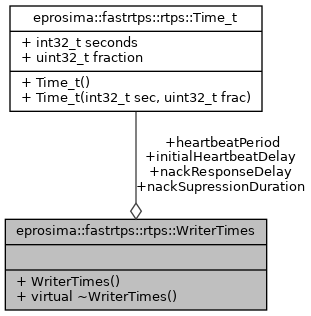 eprosima::fastrtps::rtps::Time_t
+ int32_t seconds
+ uint32_t fraction
+ Time_t()
+ Time_t(int32_t sec, uint32_t frac)
+heartbeatPeriod
+initialHeartbeatDelay
+nackResponseDelay
+nackSupressionDuration
eprosima::fastrtps::rtps::WriterTimes
+ WriterTimes()
+ virtual ~WriterTimes()